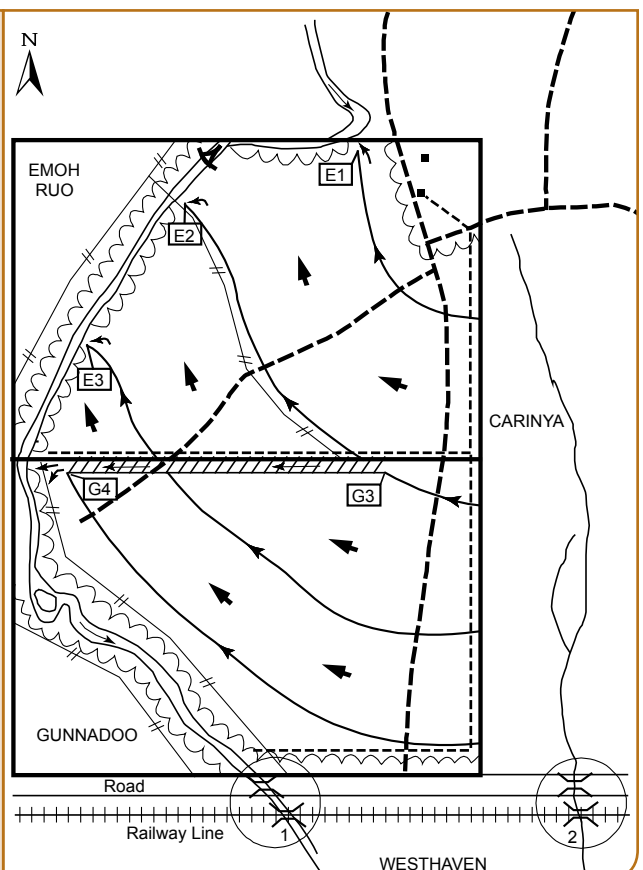 N
EMOH
RUO
E1
E2
E3
CARINYA
G4
G3
GUNNADOO
Road
Railway Line
1
2
WESTHAVEN